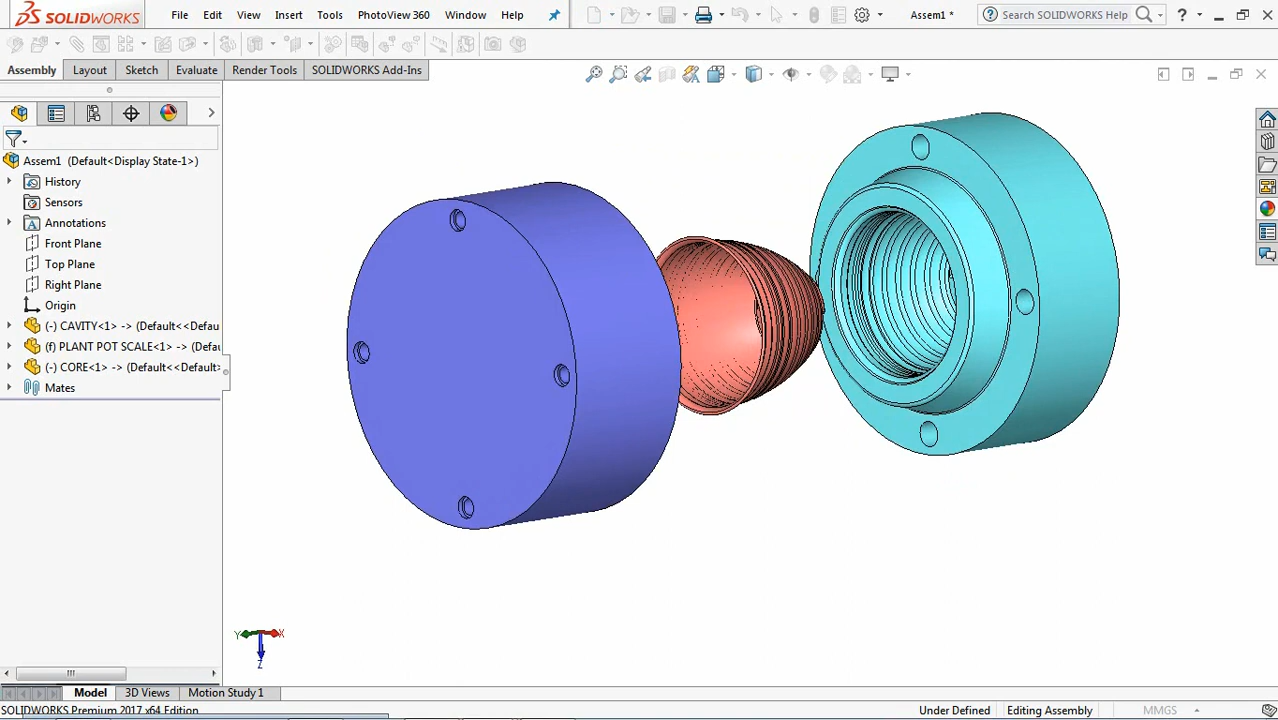 SOLIDWORKS File Edit View Insert Tools PhotoView 360 Window Help Assem1 * Search SOLIDWORKS Help ?
Assembly Layout Sketch Evaluate Render Tools SOLIDWORKS Add-Ins
Assem1 (Default<Display State-1>)
History
Sensors
A Annotations
Front Plane
Top Plane
Right Plane
Origin
(-) CAVITY<1> -> (Default<<Defau
(f) PLANT POT SCALE<1> -> (Defau
(-) CORE<1> -> (Default<<Default>
Mates
Y X
Z
Model 3D Views Motion Study 1
SOLIDWORKS Premium 2017 x64 Edition Under Defined Editing Assembly MMGS